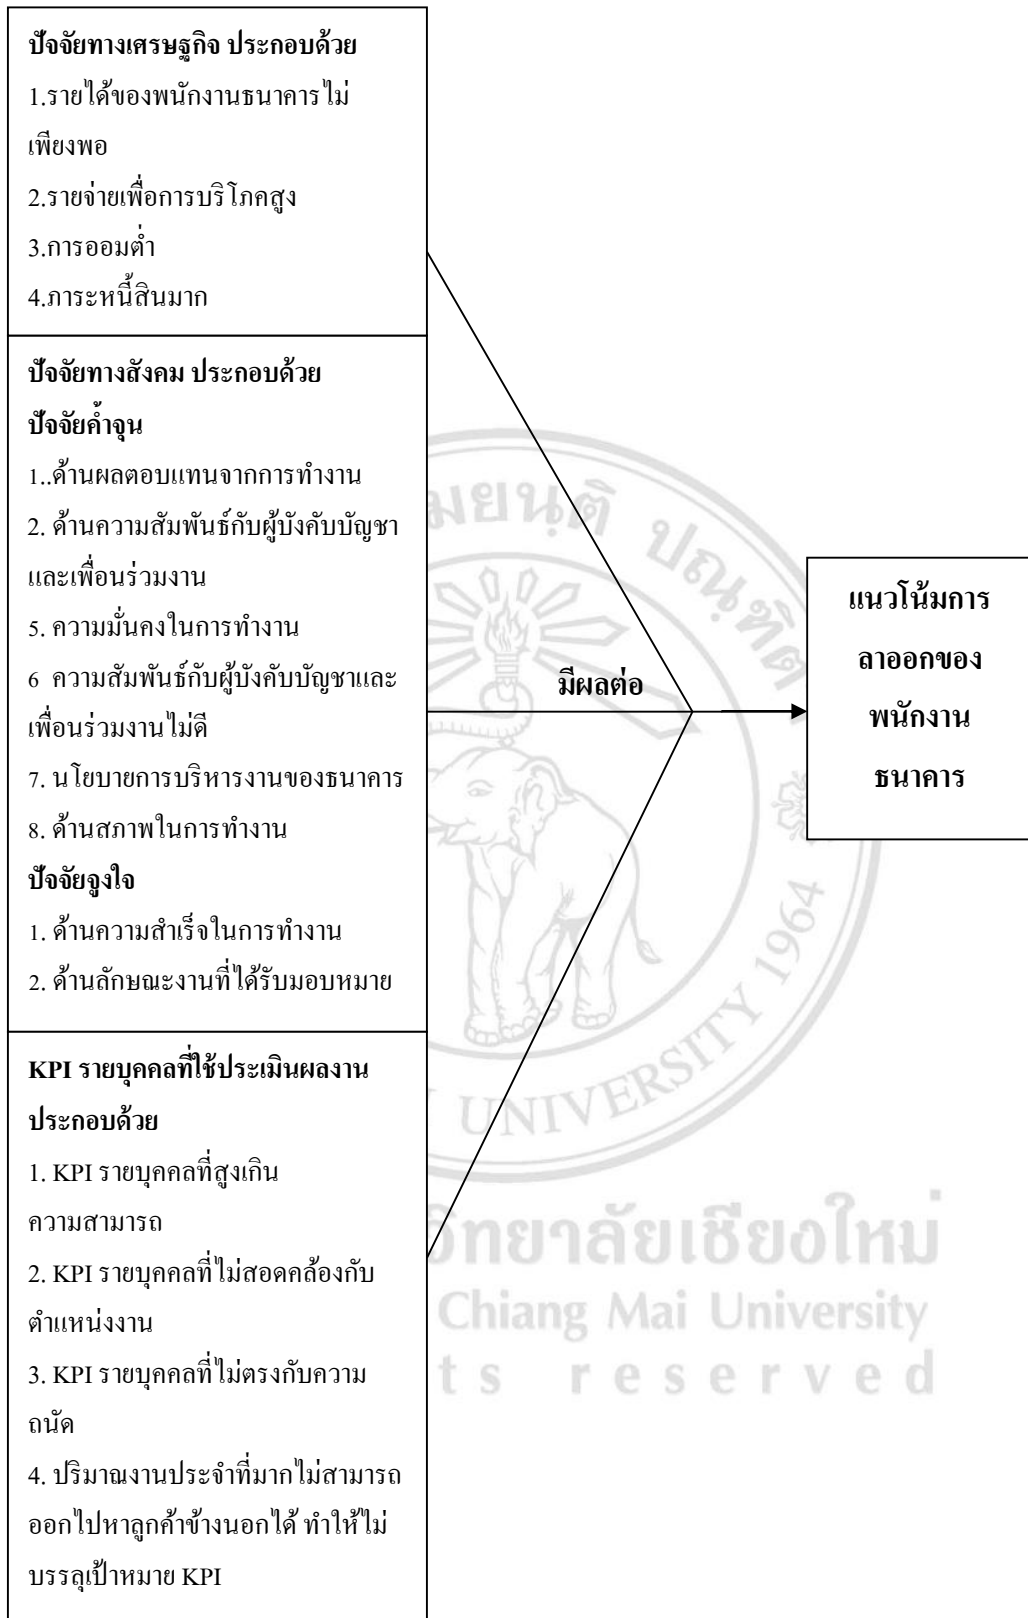 ปัจจัยทางเศรษฐกิจ ประกอบด้วย
1.รายได้ของพนักงานธนาคารไม่
เพียงพอ
2.รายจ่ายเพื่อการบริโภคสูง
3.การออมต่ำ
4.ภาระหนี้สินมาก
ปัจจัยทางสังคม ประกอบด้วย
ปัจจัยค้ำจุน
1..ด้านผลตอบแทนจากการทำงาน
2. ด้านความสัมพันธ์กับผู้บังคับบัญชา
และเพื่อนร่วมงาน
5. ความมั่นคงในการทำงาน
6 ความสัมพันธ์กับผู้บังคับบัญชาและ
เพื่อนร่วมงานไม่ดี
7. นโยบายการบริหารงานของธนาคาร
8. ด้านสภาพในการทำงาน
ปัจจัยจูงใจ
1. ด้านความสำเร็จในการทำงาน
2. ด้านลักษณะงานที่ได้รับมอบหมาย
KPI รายบุคคลที่ใช้ประเมินผลงาน
ประกอบด้วย
1. KPI รายบุคคลที่สูงเกิน
ความสามารถ
2. KPI รายบุคคลที่ไม่สอดคล้องกับ
ตำแหน่งงาน
3. KPI รายบุคคลที่ไม่ตรงกับความ
ถนัด
4. ปริมาณงานประจำที่มากไม่สามารถ
ออกไปหาลูกค้าข้างนอกได้ ทำให้ไม่
บรรลุเป้าหมาย KPI
มีผลต่อ
แนวโน้มการ
ลาออกของ
พนักงาน
ธนาคาร
ปณฺฑิต
UNIVERSITY 1964
วิทยาลัยเชียงใหม่
Chiang Mai University
reserved